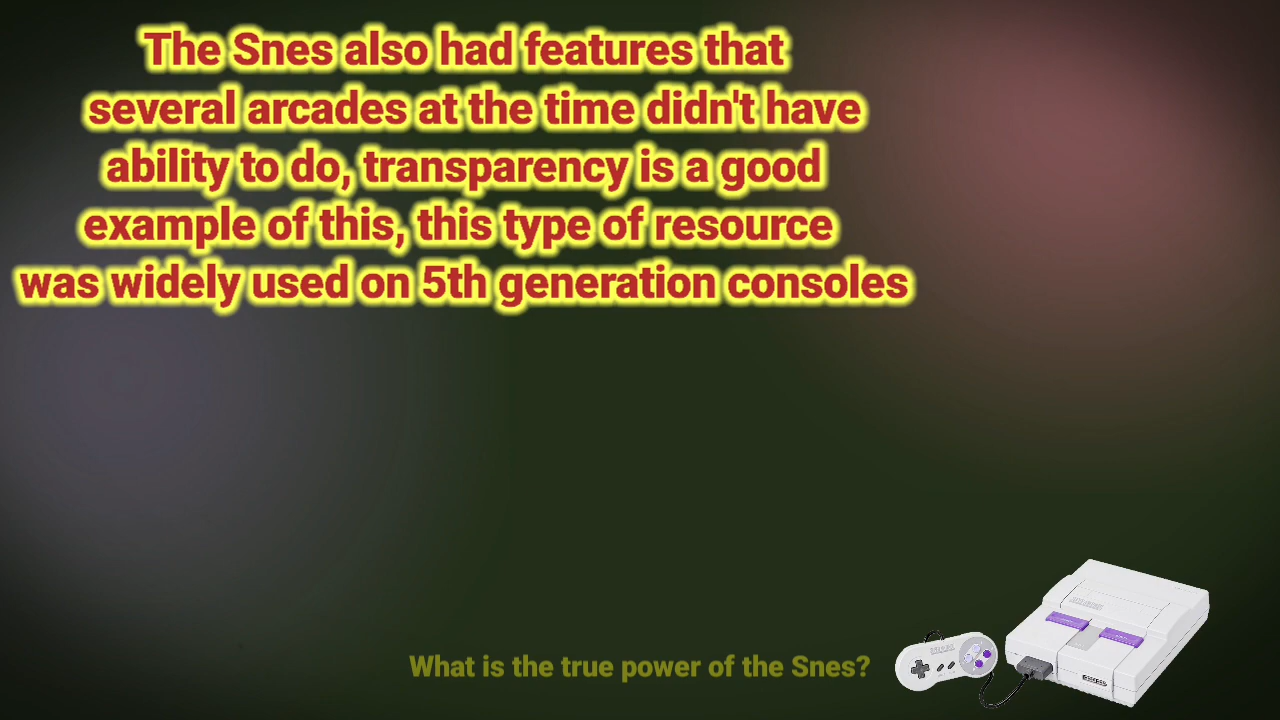 The Snes also had features that
several arcades at the time didn't have
ability to do, transparency is a good
example of this, this type of resource
was widely used on 5th generation consoles
What is the true power of the Snes?